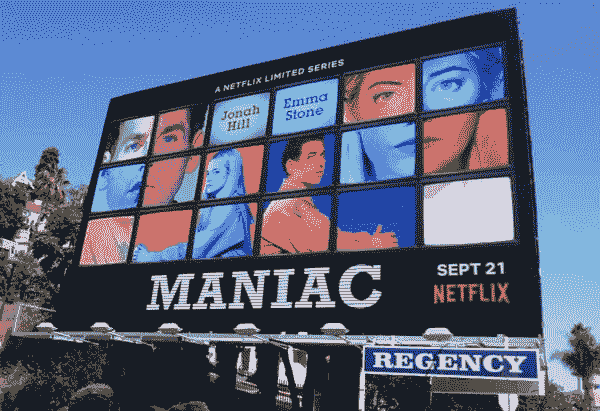 A NETFLIX LIMITED SERIES
Jonah
Hill
Emma
Stone
MANIAC
SEPT 21
NETFLIX
REGENCY